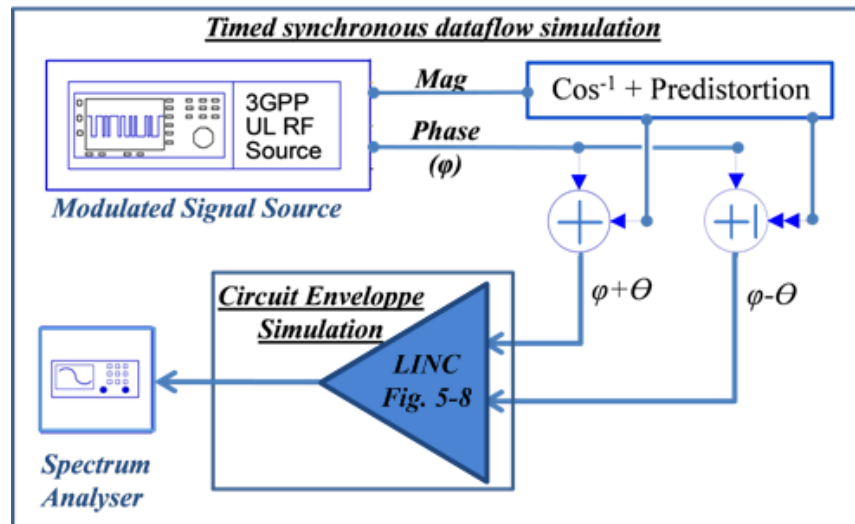 Timed synchronous dataflow simulation
3GPP
UL RF
Source
Modulated Signal Source
Mag
Phase
(φ)
Cos⁻¹ + Predistortion
φ+ϴ
φ-ϴ
Circuit Enveloppe
Simulation
LINC
Fig. 5-8
Spectrum
Analyser